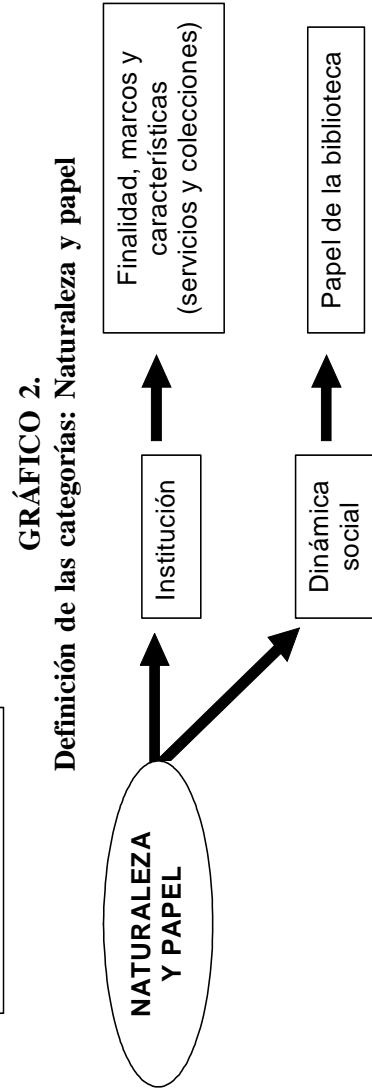 GRÁFICO 2.
Definición de las categorías: Naturaleza y papel
NATURALEZA
Y PAPEL
Institución
Finalidad, marcos y
características
(servicios y colecciones)
Dinámica
social
Papel de la biblioteca